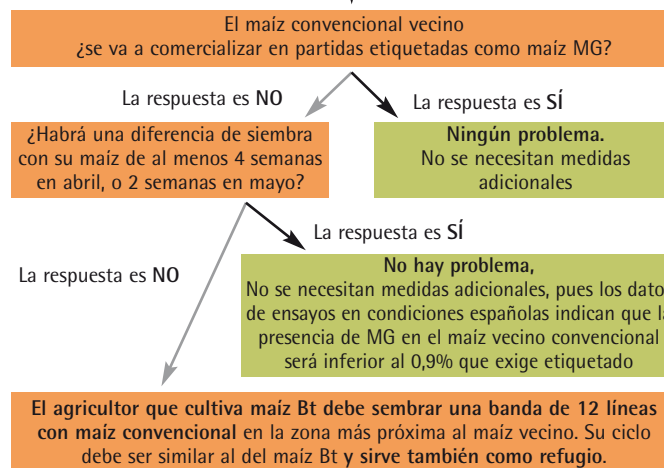 El maíz convencional vecino
¿se va a comercializar en partidas etiquetadas como maíz MG?
La respuesta es NO
La respuesta es SÍ
¿Habrá una diferencia de siembra
con su maíz de al menos 4 semanas
en abril, o 2 semanas en mayo?
Ningún problema.
No se necesitan medidas
adicionales
La respuesta es SÍ
La respuesta es NO
No hay problema,
No se necesitan medidas adicionales, pues los dato
de ensayos en condiciones españolas indican que la
presencia de MG en el maíz vecino convencional
será inferior al 0,9% que exige etiquetado
El agricultor que cultiva maíz Bt debe sembrar una banda de 12 líneas
con maíz convencional en la zona más próxima al maíz vecino. Su ciclo
debe ser similar al del maíz Bt y sirve también como refugio.